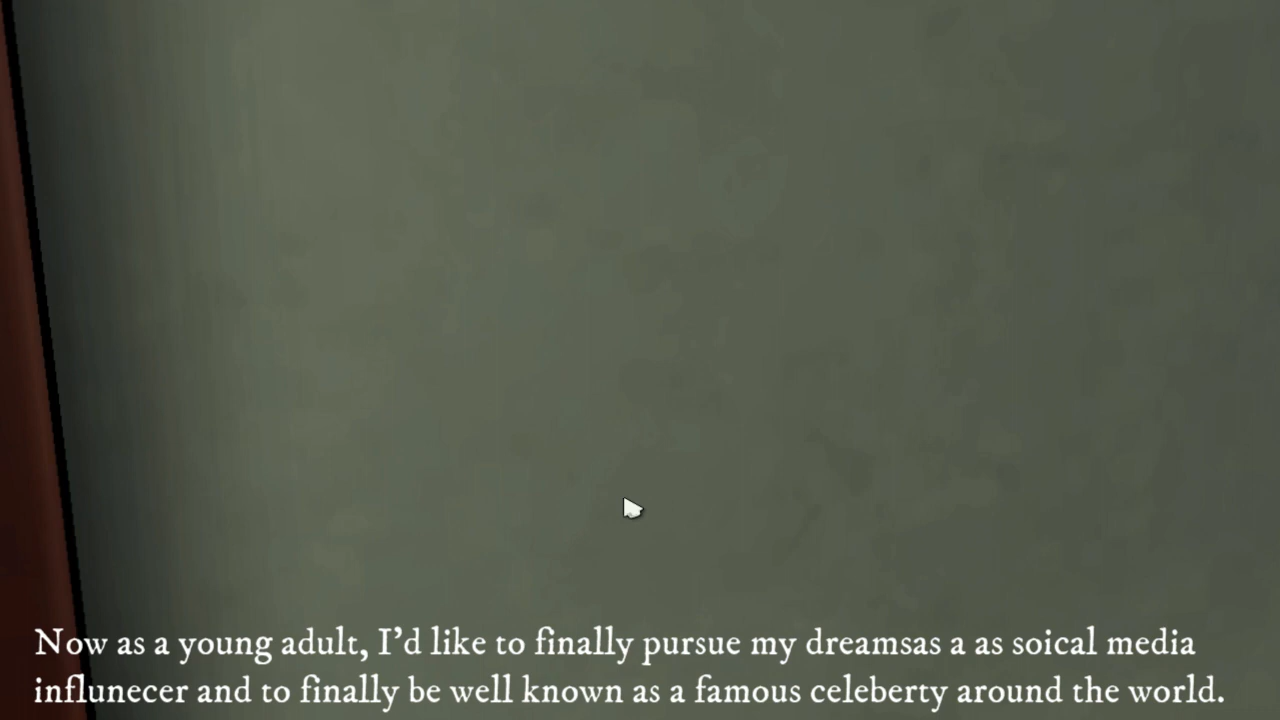 Now as a young adult, I'd like to finally pursue my dreamsas a as soical media
influnecer and to finally be well known as a famous celeberty around the world.